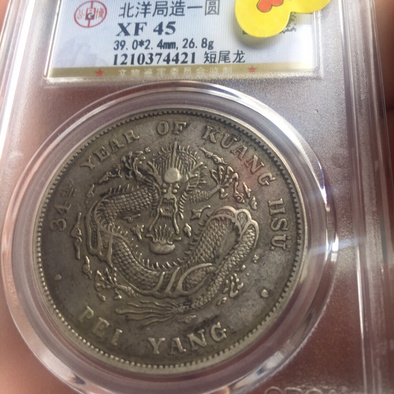 北洋局造一圆
XF 45
39.0*2.4mm,26.8g
1210374421 短尾龙
34TH YEAR OF KUANG HSU
PEI YANG